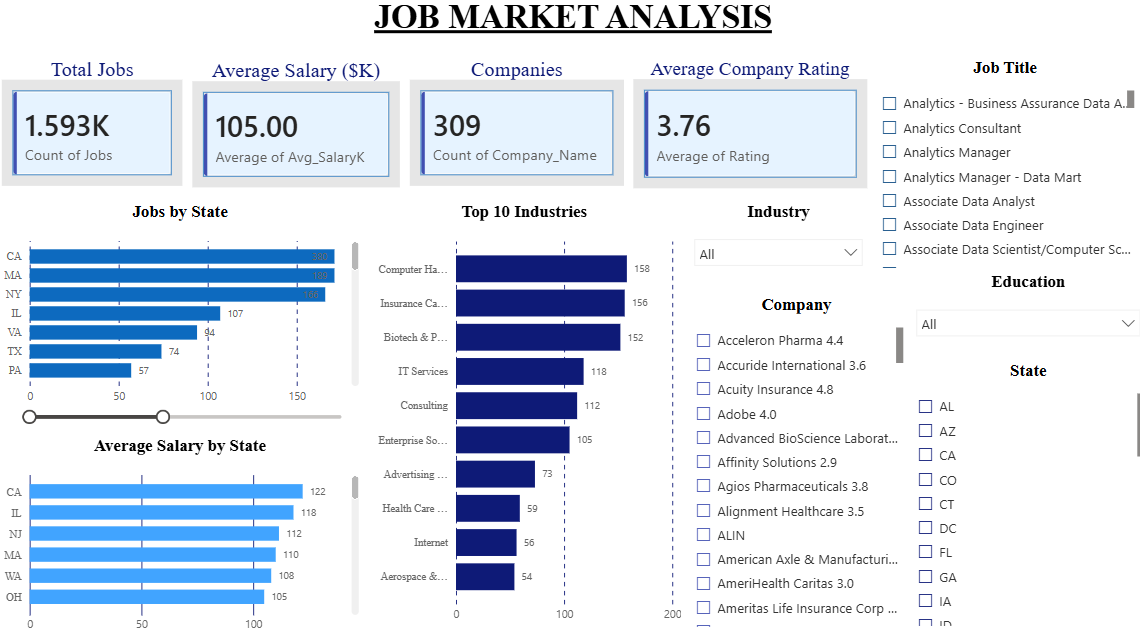 JOB MARKET ANALYSIS
Total Jobs
1.593K
Count of Jobs
Average Salary ($K)
105.00
Average of Avg_SalaryK
Companies
309
Count of Company_Name
Average Company Rating
3.76
Average of Rating
Job Title
Analytics - Business Assurance Data A...
Analytics Consultant
Analytics Manager
Analytics Manager - Data Mart
Associate Data Analyst
Associate Data Engineer
Associate Data Scientist/Computer Sc...
Jobs by State
CA
MA
NY
IL 107
VA 94
TX 74
PA 57
0 50 100 150
Average Salary by State
CA 122
IL 118
NJ 112
MA 110
WA 108
OH 105
0 50 100
Top 10 Industries
Computer Ha... 158
Insurance Ca... 156
Biotech & P... 152
IT Services 118
Consulting 112
Enterprise So... 105
Advertising ... 73
Health Care ... 59
Internet 56
Aerospace &... 54
0 100 200
Industry
All
Company
Acceleron Pharma 4.4
Accuride International 3.6
Acuity Insurance 4.8
Adobe 4.0
Advanced BioScience Laborat...
Affinity Solutions 2.9
Agios Pharmaceuticals 3.8
Alignment Healthcare 3.5
ALIN
American Axle & Manufacturi...
AmeriHealth Caritas 3.0
Ameritas Life Insurance Corp ...
Education
All
State
AL
AZ
CA
CO
CT
DC
FL
GA
IA